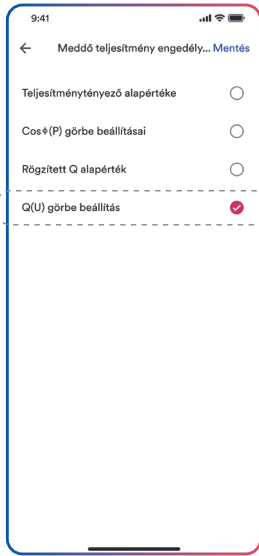 9:41
Meddő teljesítmény engedély... Mentés
Teljesítménytényező alapértéke
Cosϕ(P) görbe beállításai
Rögzített Q alapérték
Q(U) görbe beállítás